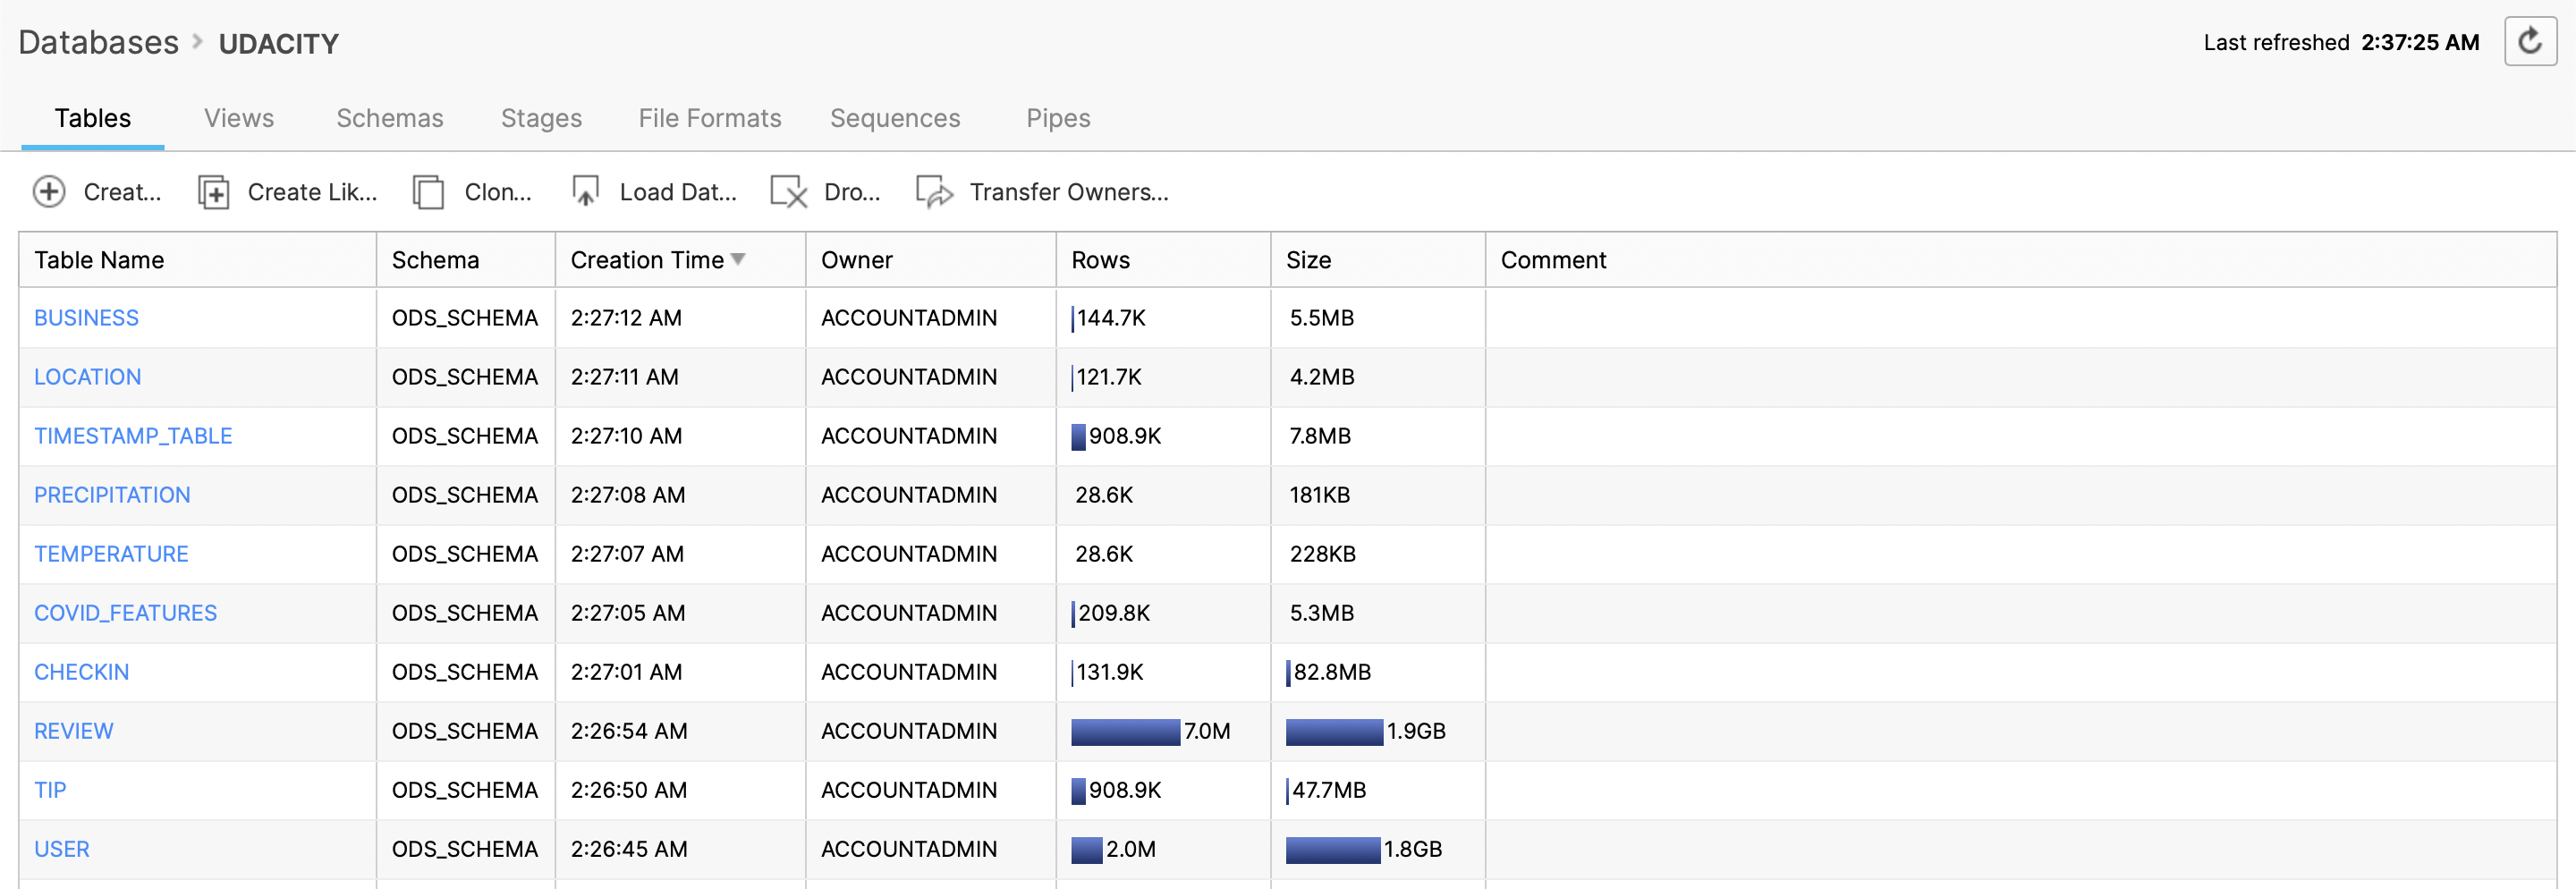 Databases > UDACITY Last refreshed 2:37:25 AM
Tables Views Schemas Stages File Formats Sequences Pipes
Creat... Create Lik... Clon... Load Dat... Dro... Transfer Owners...
Table Name Schema Creation Time Owner Rows Size Comment
BUSINESS ODS_SCHEMA 2:27:12 AM ACCOUNTADMIN 144.7K 5.5MB
LOCATION ODS_SCHEMA 2:27:11 AM ACCOUNTADMIN 121.7K 4.2MB
TIMESTAMP_TABLE ODS_SCHEMA 2:27:10 AM ACCOUNTADMIN 908.9K 7.8MB
PRECIPITATION ODS_SCHEMA 2:27:08 AM ACCOUNTADMIN 28.6K 181KB
TEMPERATURE ODS_SCHEMA 2:27:07 AM ACCOUNTADMIN 28.6K 228KB
COVID_FEATURES ODS_SCHEMA 2:27:05 AM ACCOUNTADMIN 209.8K 5.3MB
CHECKIN ODS_SCHEMA 2:27:01 AM ACCOUNTADMIN 131.9K 82.8MB
REVIEW ODS_SCHEMA 2:26:54 AM ACCOUNTADMIN 7.0M 1.9GB
TIP ODS_SCHEMA 2:26:50 AM ACCOUNTADMIN 908.9K 47.7MB
USER ODS_SCHEMA 2:26:45 AM ACCOUNTADMIN 2.0M 1.8GB